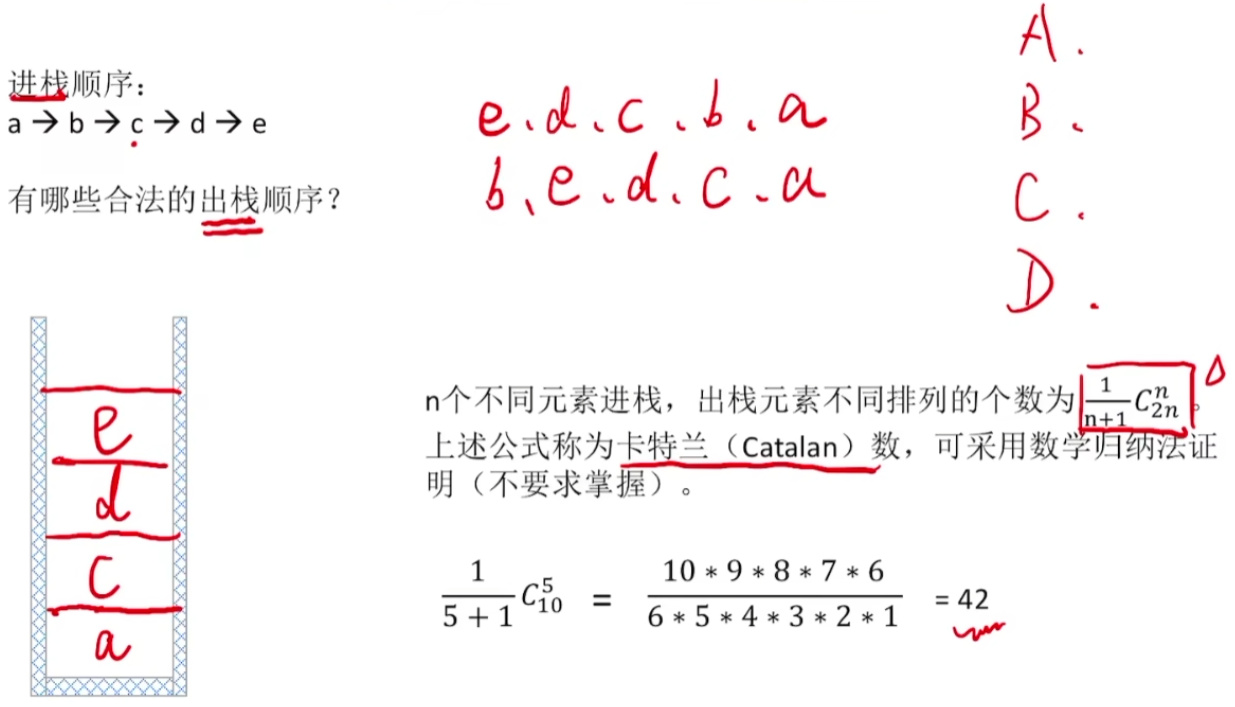 进栈顺序：
a → b → c → d → e
有哪些合法的出栈顺序？
e、d、c、b、a
b、e、d、c、a
A.
B.
C.
D.
e
d
c
a
n个不同元素进栈，出栈元素不同排列的个数为 $\frac{1}{n+1}C_{2n}^{n}$。
上述公式称为卡特兰（Catalan）数，可采用数学归纳法证
明（不要求掌握）。
$\frac{1}{5+1}C_{10}^{5} = \frac{10*9*8*7*6}{6*5*4*3*2*1} = 42$